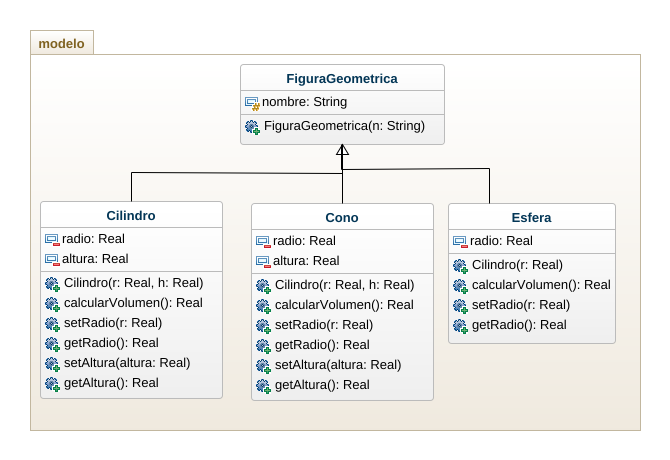 modelo
FiguraGeometrica
nombre: String
FiguraGeometrica(n: String)
Cilindro
radio: Real
altura: Real
Cilindro(r: Real, h: Real)
calcularVolumen(): Real
setRadio(r: Real)
getRadio(): Real
setAltura(altura: Real)
getAltura(): Real
Cono
radio: Real
altura: Real
Cilindro(r: Real, h: Real)
calcularVolumen(): Real
setRadio(r: Real)
getRadio(): Real
setAltura(altura: Real)
getAltura(): Real
Esfera
radio: Real
Cilindro(r: Real)
calcularVolumen(): Real
setRadio(r: Real)
getRadio(): Real